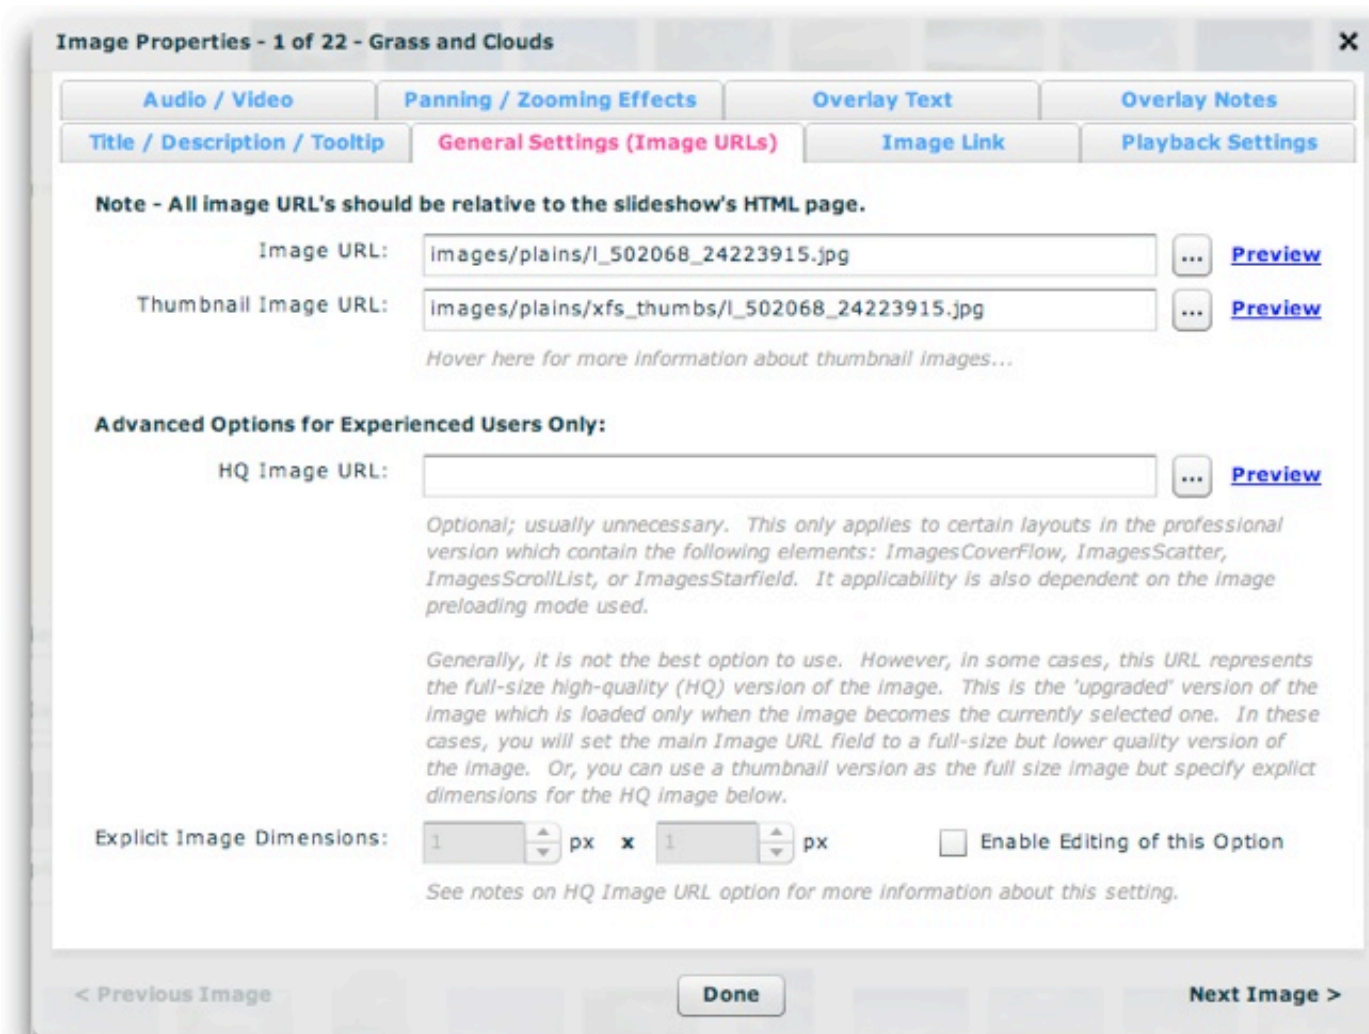 Image Properties - 1 of 22 - Grass and Clouds
Audio / Video Panning / Zooming Effects Overlay Text Overlay Notes
Title / Description / Tooltip General Settings (Image URLs) Image Link Playback Settings
Note - All image URL's should be relative to the slideshow's HTML page.
Image URL: images/plains/l_502068_24223915.jpg ... Preview
Thumbnail Image URL: images/plains/xfs_thumbs/l_502068_24223915.jpg ... Preview
Hover here for more information about thumbnail images...
Advanced Options for Experienced Users Only:
HQ Image URL: ... Preview
Optional; usually unnecessary. This only applies to certain layouts in the professional
version which contain the following elements: ImagesCoverFlow, ImagesScatter,
ImagesScrollList, or ImagesStarfield. It applicability is also dependent on the image
preloading mode used.
Generally, it is not the best option to use. However, in some cases, this URL represents
the full-size high-quality (HQ) version of the image. This is the 'upgraded' version of the
image which is loaded only when the image becomes the currently selected one. In these
cases, you will set the main Image URL field to a full-size but lower quality version of
the image. Or, you can use a thumbnail version as the full size image but specify explict
dimensions for the HQ image below.
Explicit Image Dimensions: 1 px x 1 px Enable Editing of this Option
See notes on HQ Image URL option for more information about this setting.
< Previous Image Done Next Image >